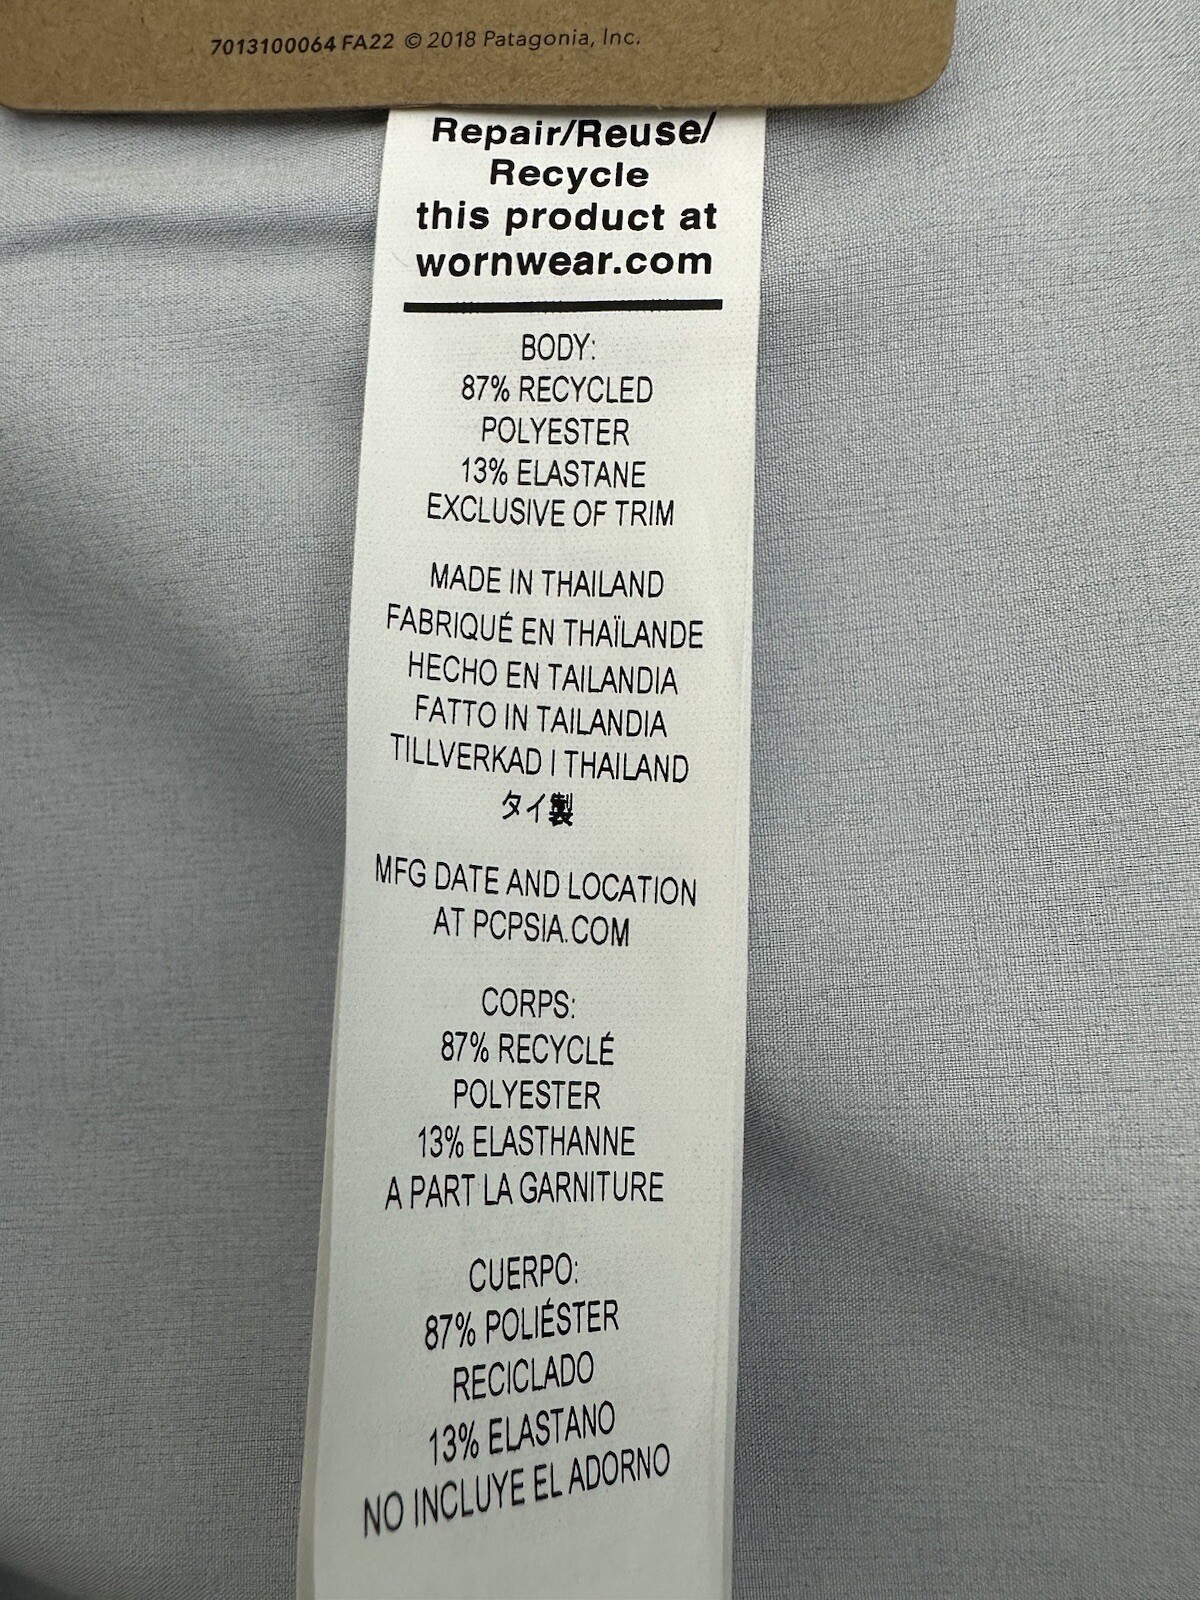 7013100064 FA22 © 2018 Patagonia, Inc.
Repair/Reuse/
Recycle
this product at
wornwear.com
BODY:
87% RECYCLED
POLYESTER
13% ELASTANE
EXCLUSIVE OF TRIM
MADE IN THAILAND
FABRIQUÉ EN THAÏLANDE
HECHO EN TAILANDIA
FATTO IN TAILANDIA
TILLVERKAD I THAILAND
タイ製
MFG DATE AND LOCATION
AT PCPSIA.COM
CORPS:
87% RECYCLÉ
POLYESTER
13% ELASTHANNE
A PART LA GARNITURE
CUERPO:
87% POLIÉSTER
RECICLADO
13% ELASTANO
NO INCLUYE EL ADORNO